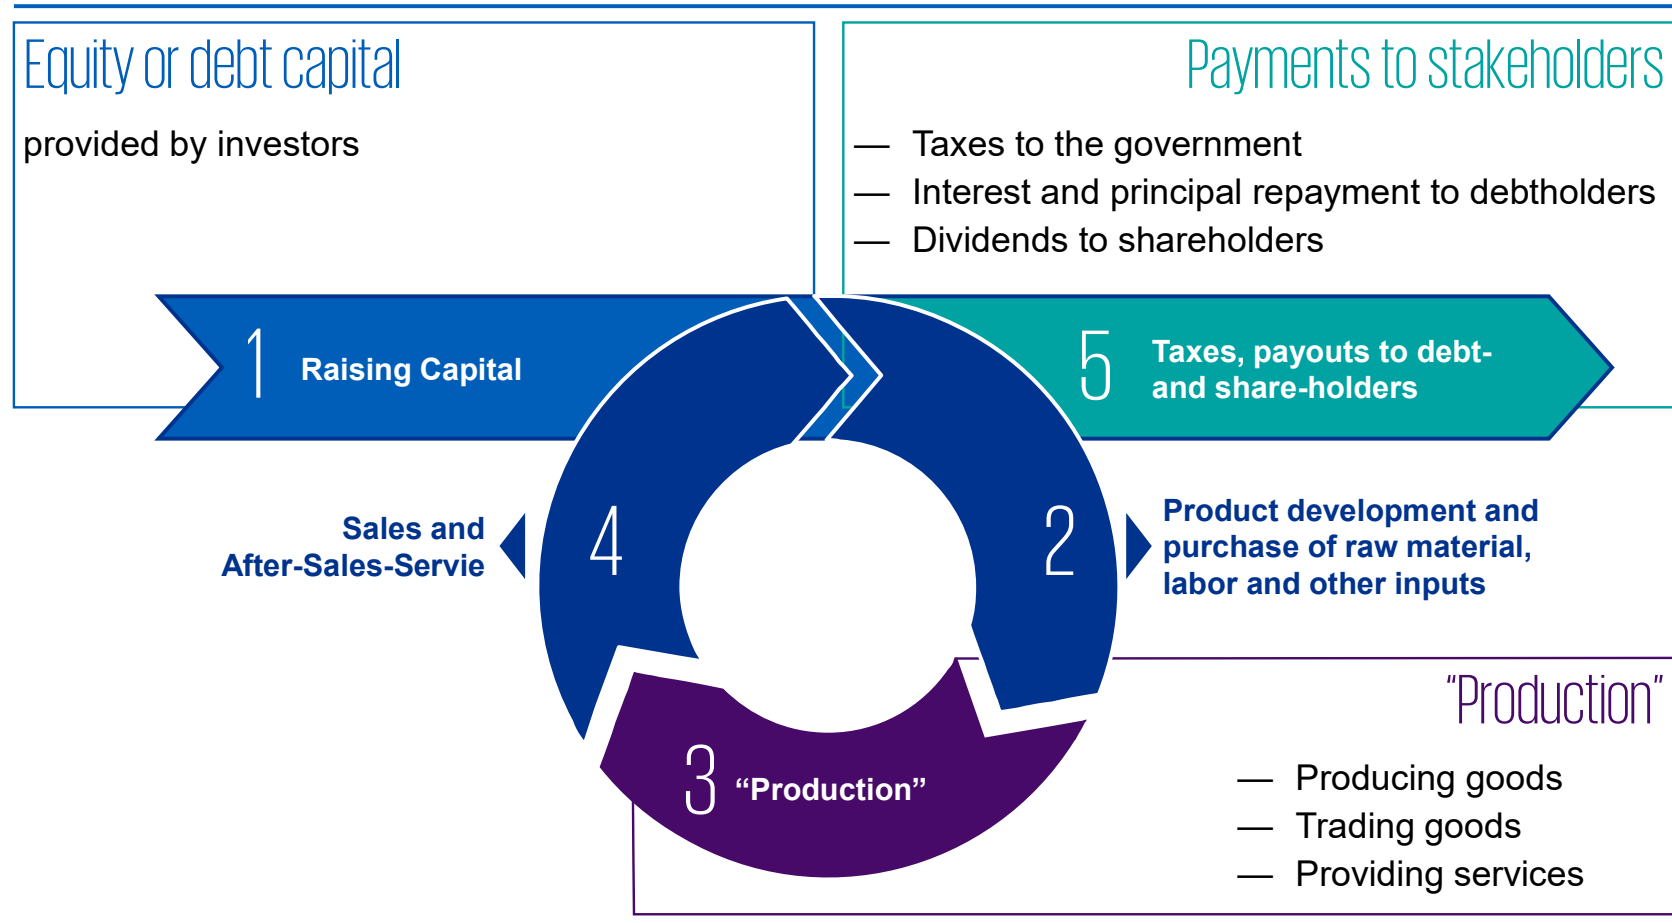 Equity or debt capital
provided by investors
Payments to stakeholders
— Taxes to the government
— Interest and principal repayment to debtholders
— Dividends to shareholders
1 Raising Capital
5 Taxes, payouts to debt-
and share-holders
Sales and
After-Sales-Servie
4
2
Product development and
purchase of raw material,
labor and other inputs
3 “Production”
“Production”
— Producing goods
— Trading goods
— Providing services